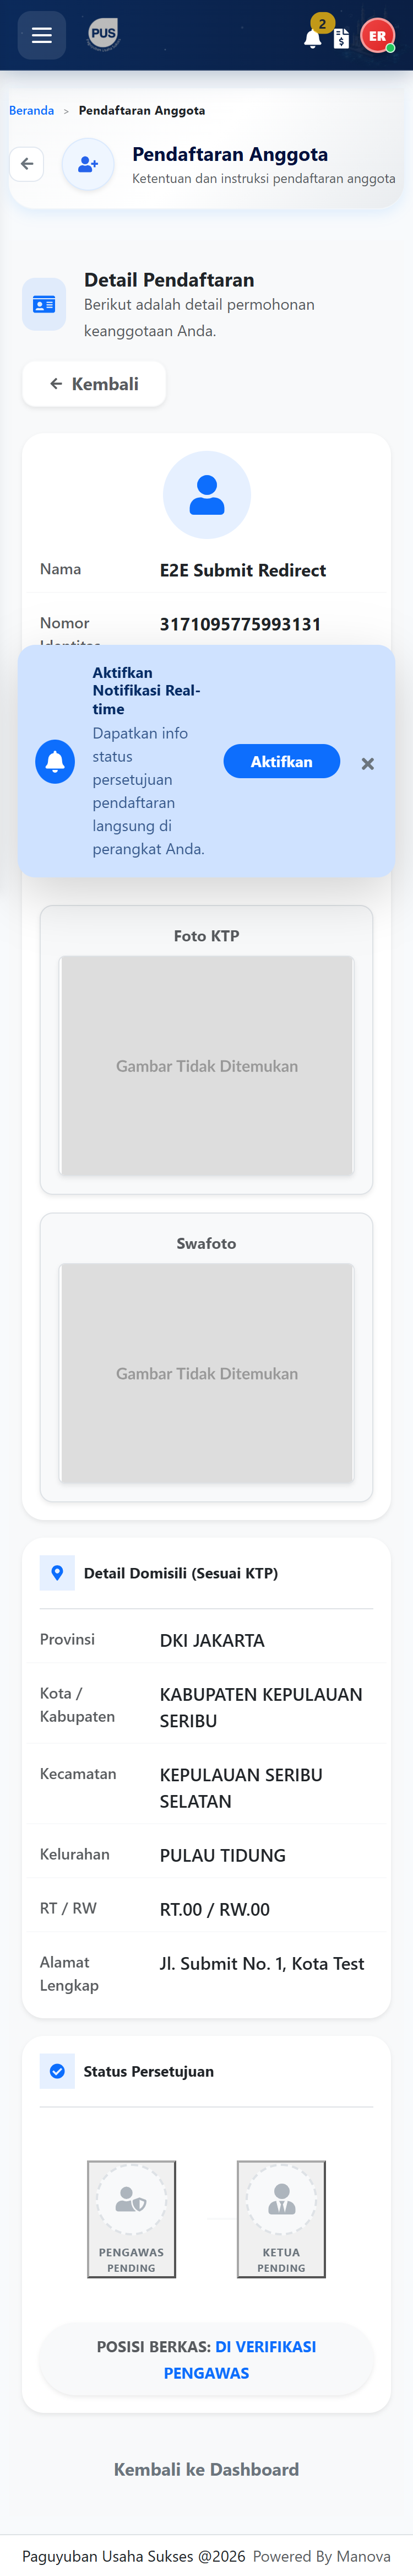 PUS
2
ER
Beranda > Pendaftaran Anggota
Pendaftaran Anggota
Ketentuan dan instruksi pendaftaran anggota
Detail Pendaftaran
Berikut adalah detail permohonan
keanggotaan Anda.
Kembali
Nama E2E Submit Redirect
Nomor 3171095775993131
Aktifkan
Notifikasi Real-
time
Dapatkan info
status
persetujuan
pendaftaran
langsung di
perangkat Anda.
Aktifkan
Foto KTP
Gambar Tidak Ditemukan
Swafoto
Gambar Tidak Ditemukan
Detail Domisili (Sesuai KTP)
Provinsi DKI JAKARTA
Kota / KABUPATEN KEPULAUAN
Kabupaten SERIBU
Kecamatan KEPULAUAN SERIBU
SELATAN
Kelurahan PULAU TIDUNG
RT / RW RT.00 / RW.00
Alamat Jl. Submit No. 1, Kota Test
Lengkap
Status Persetujuan
PENGAWAS KETUA
PENDING PENDING
POSISI BERKAS: DI VERIFIKASI
PENGAWAS
Kembali ke Dashboard
Paguyuban Usaha Sukses @2026 Powered By Manova